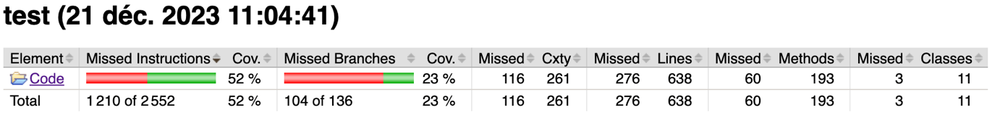 test (21 déc. 2023 11:04:41)
Element Missed Instructions Cov. Missed Branches Cov. Missed Cxty Missed Lines Missed Methods Missed Classes
Code 52 % 23 % 116 261 276 638 60 193 3 11
Total 1 210 of 2 552 52 % 104 of 136 23 % 116 261 276 638 60 193 3 11